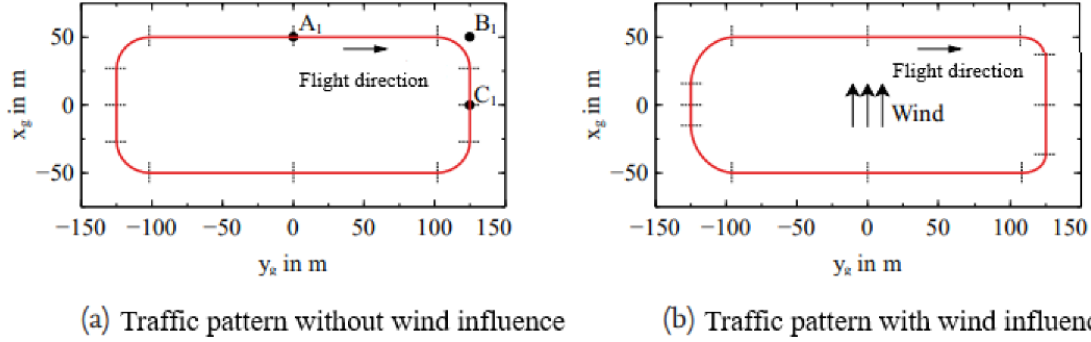 50
0
−50
x_g in m
A₁
B₁
Flight direction
C₁
−150 −100 −50 0 50 100 150
y_g in m
(a) Traffic pattern without wind influence
50
0
−50
x_g in m
Flight direction
Wind
−150 −100 −50 0 50 100 150
y_g in m
(b) Traffic pattern with wind influenc